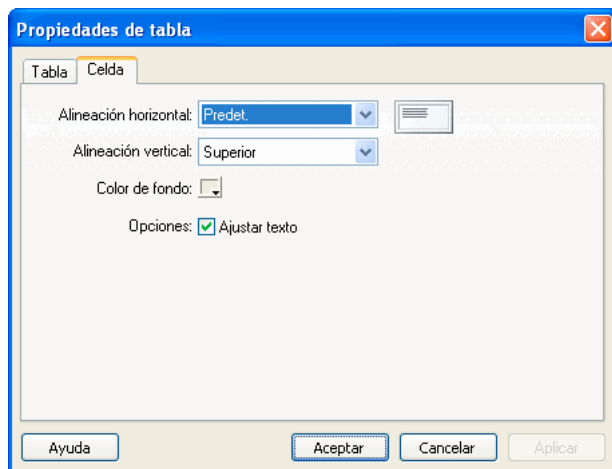 Propiedades de tabla
Tabla Celda
Alineación horizontal: Predet.
Alineación vertical: Superior
Color de fondo:
Opciones: Ajustar texto
Ayuda Aceptar Cancelar Aplicar